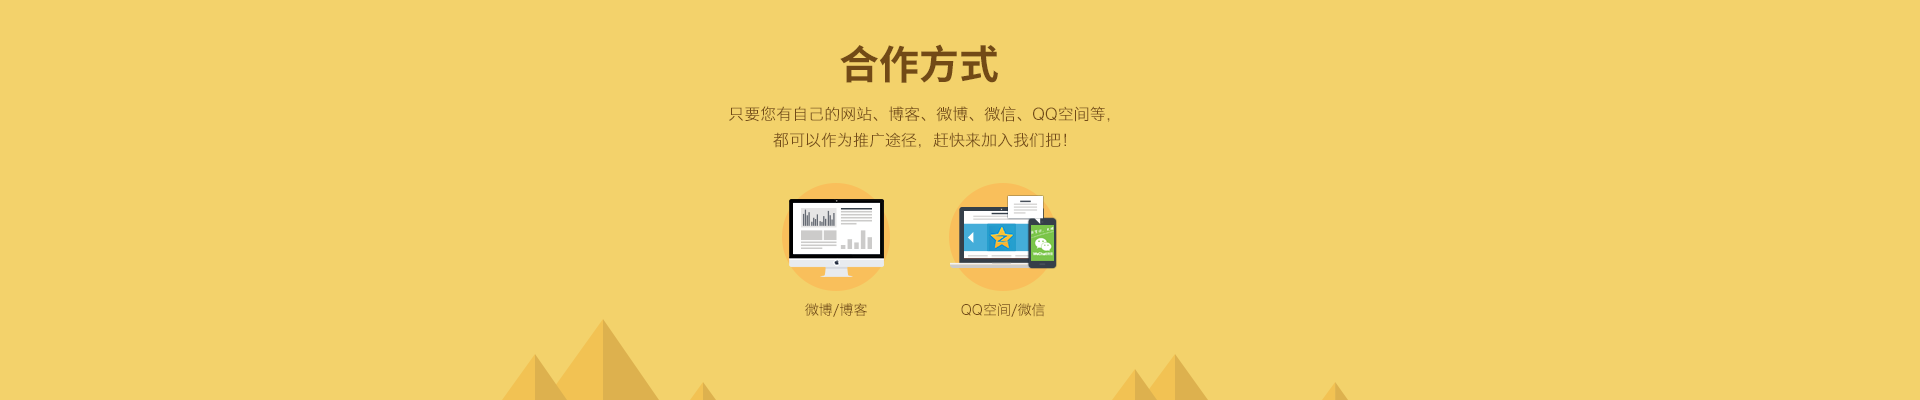 合作方式
只要您有自己的网站、博客、微博、微信、QQ空间等，
都可以作为推广途径，赶快来加入我们把！
微博/博客
QQ空间/微信